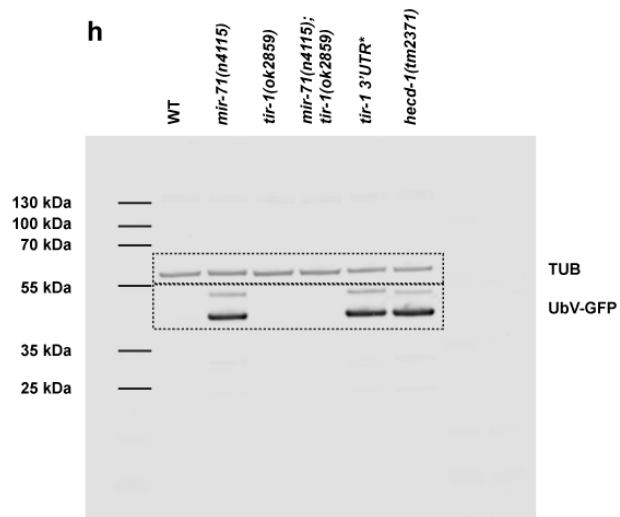 h
WT
mir-71(n4115)
tir-1(ok2859)
mir-71(n4115);
tir-1(ok2859)
tir-1 3'UTR*
hecd-1(tm2371)
130 kDa
100 kDa
70 kDa
55 kDa
35 kDa
25 kDa
TUB
UbV-GFP